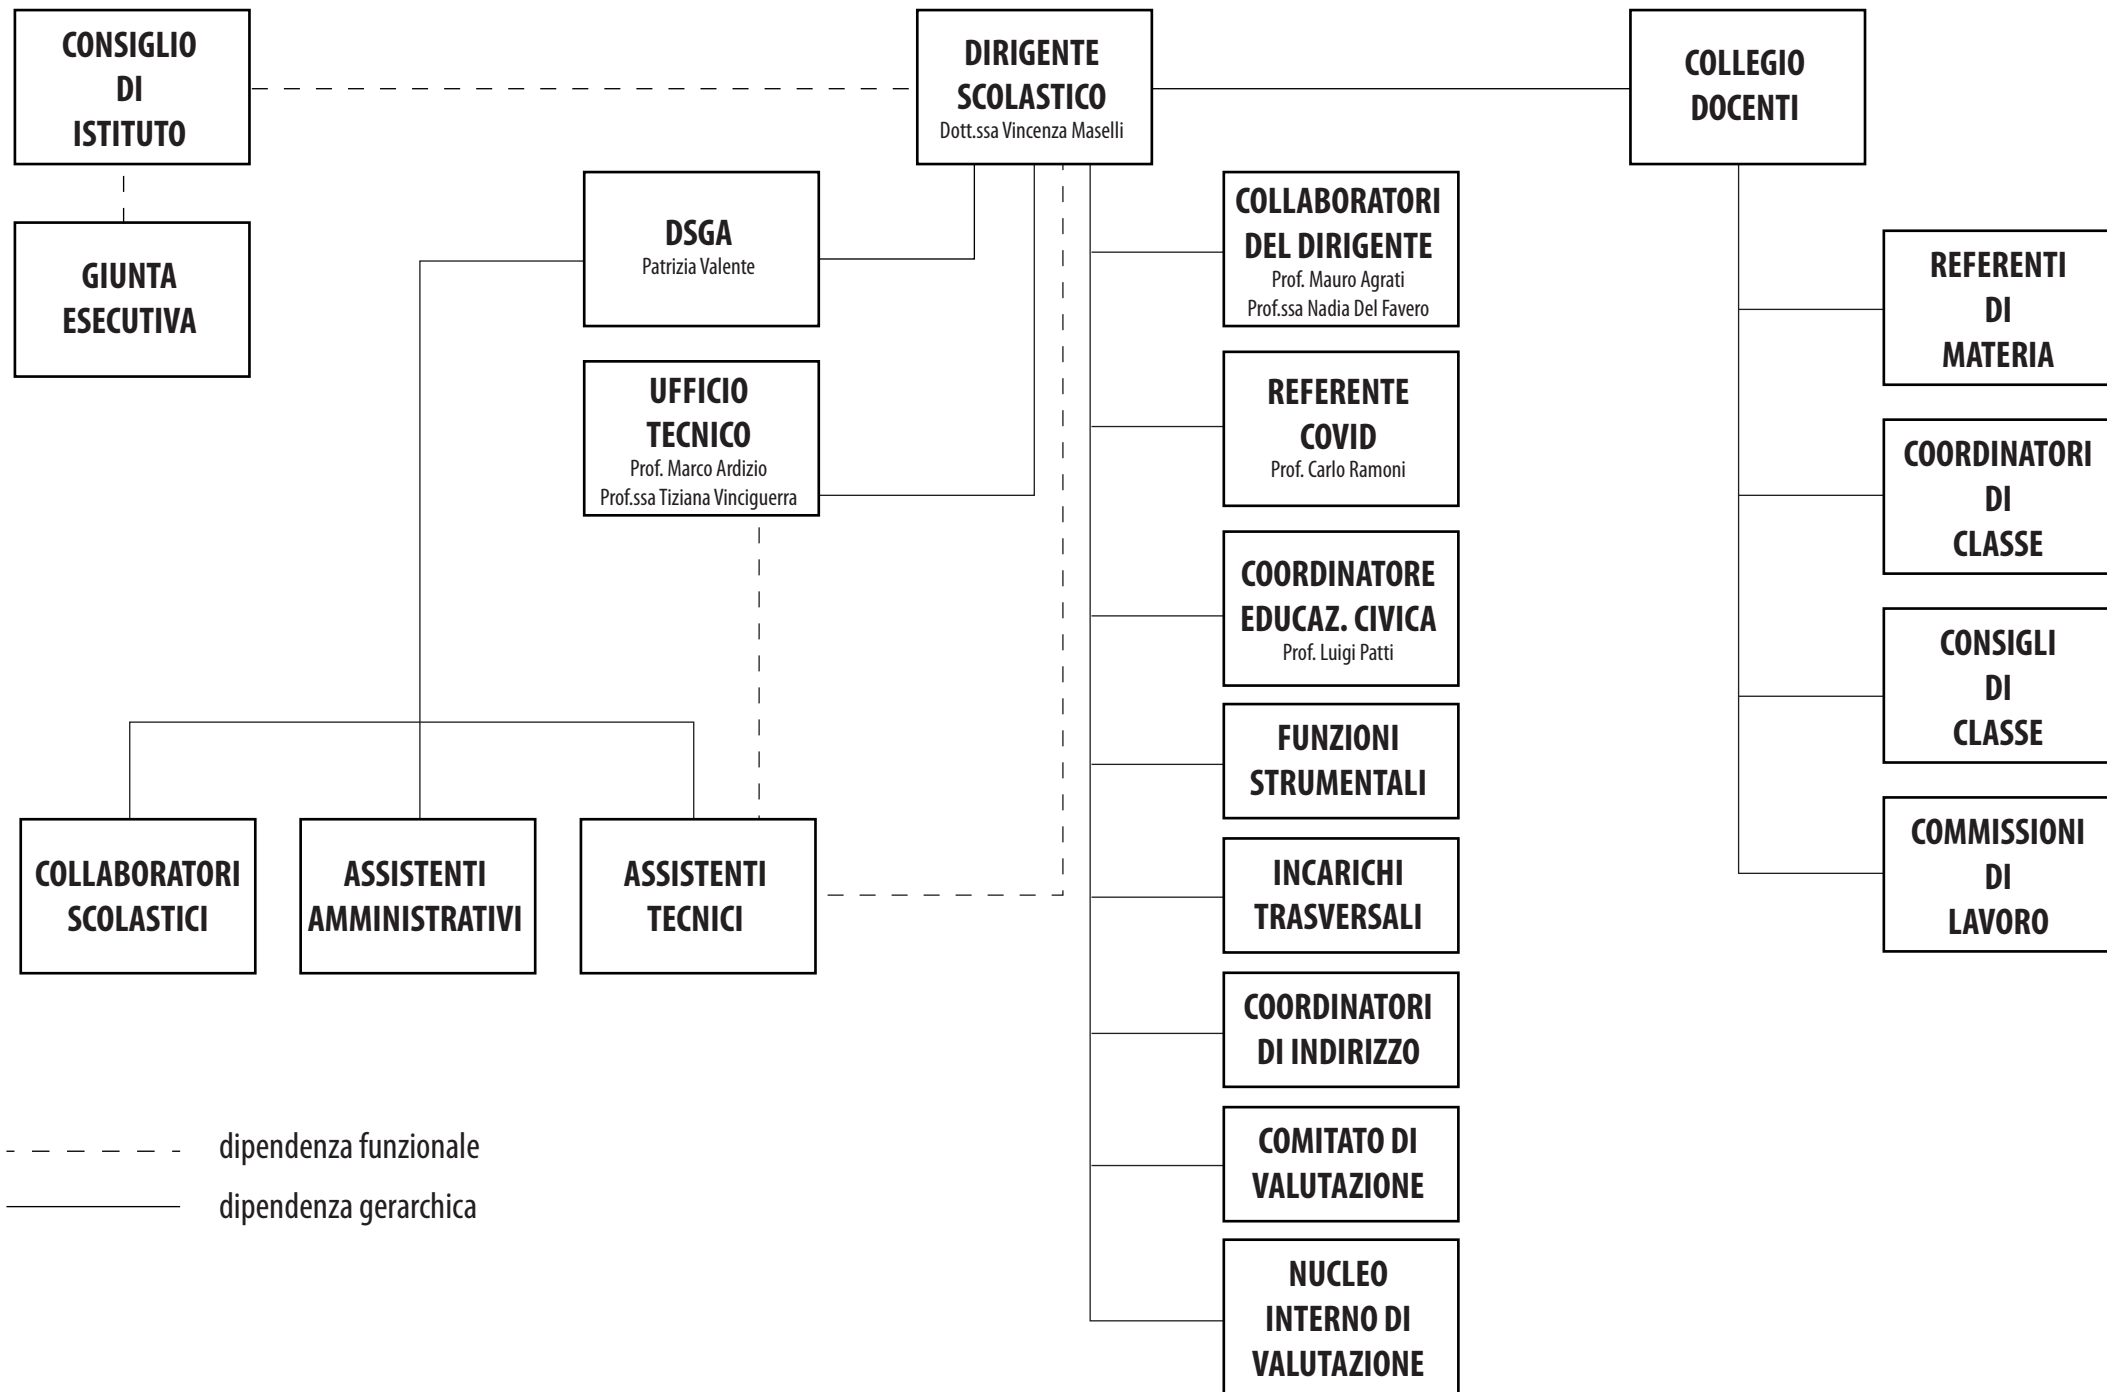 CONSIGLIO
DI
ISTITUTO
DIRIGENTE
SCOLASTICO
Dott.ssa Vincenza Maselli
COLLEGIO
DOCENTI
GIUNTA
ESECUTIVA
DSGA
Patrizia Valente
UFFICIO
TECNICO
Prof. Marco Ardizio
Prof.ssa Tiziana Vinciguerra
COLLABORATORI
SCOLASTICI
ASSISTENTI
AMMINISTRATIVI
ASSISTENTI
TECNICI
COLLABORATORI
DEL DIRIGENTE
Prof. Mauro Agrati
Prof.ssa Nadia Del Favero
REFERENTE
COVID
Prof. Carlo Ramoni
COORDINATORE
EDUCAZ. CIVICA
Prof. Luigi Patti
FUNZIONI
STRUMENTALI
INCARICHI
TRASVERSALI
COORDINATORI
DI INDIRIZZO
COMITATO DI
VALUTAZIONE
NUCLEO
INTERNO DI
VALUTAZIONE
REFERENTI
DI
MATERIA
COORDINATORI
DI
CLASSE
CONSIGLI
DI
CLASSE
COMMISSIONI
DI
LAVORO
dipendenza funzionale
dipendenza gerarchica